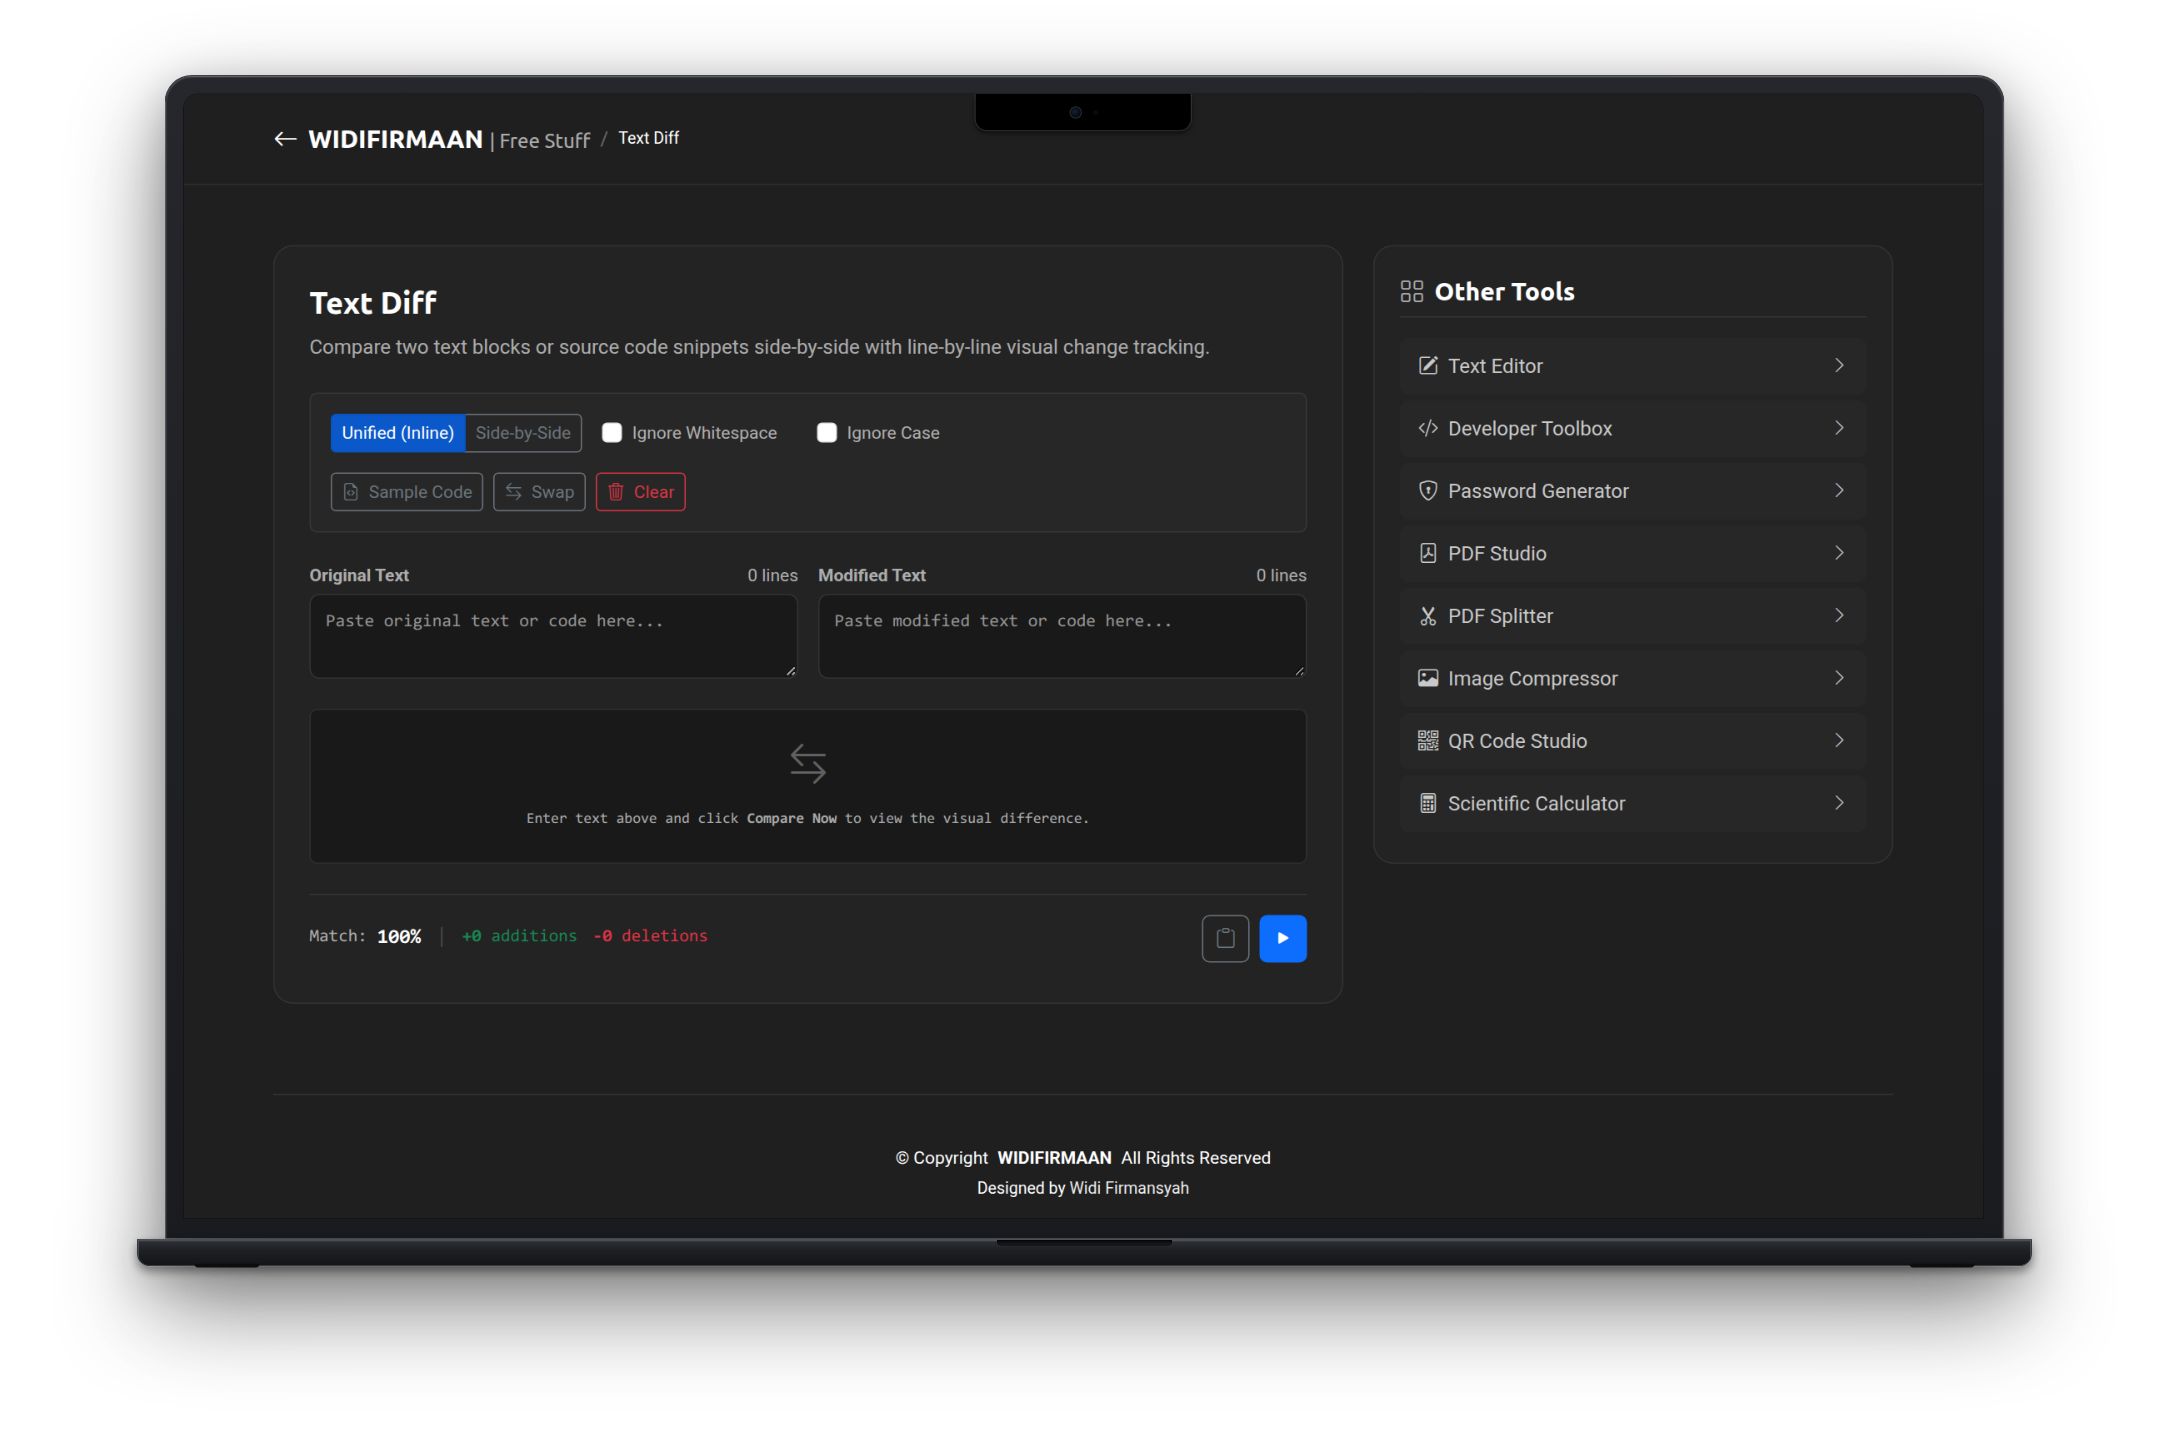 WIDIFIRMAAN | Free Stuff / Text Diff
Text Diff
Compare two text blocks or source code snippets side-by-side with line-by-line visual change tracking.
Unified (Inline) Side-by-Side Ignore Whitespace Ignore Case
Sample Code Swap Clear
Original Text 0 lines Modified Text 0 lines
Paste original text or code here... Paste modified text or code here...
Enter text above and click Compare Now to view the visual difference.
Match: 100% +0 additions -0 deletions
Other Tools
Text Editor
Developer Toolbox
Password Generator
PDF Studio
PDF Splitter
Image Compressor
QR Code Studio
Scientific Calculator
© Copyright WIDIFIRMAAN All Rights Reserved
Designed by Widi Firmansyah